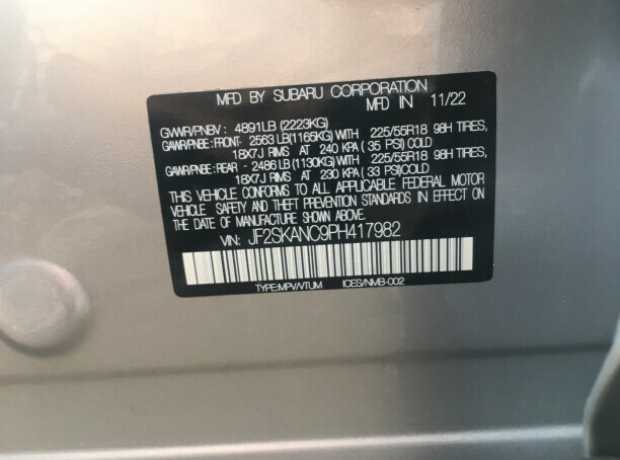 MFD BY SUBARU CORPORATION
MFD IN 11/22
GVWR/PNBV : 4891LB (2223KG)
GAWR/PNBE: FRONT- 2563 LB (1165KG) WITH 225/55R18 98H TIRES,
18X7J RIMS AT 240 KPA ( 35 PSI) COLD
GAWR/PNBE: REAR - 2486 LB (1130KG) WITH 225/55R18 98H TIRES,
18X7J RIMS AT 230 KPA ( 33 PSI) COLD
THIS VEHICLE CONFORMS TO ALL APPLICABLE FEDERAL MOTOR
VEHICLE SAFETY AND THEFT PREVENTION STANDARDS IN EFFECT ON
THE DATE OF MANUFACTURE SHOWN ABOVE.
VIN: JF2SKANC9PH417982
TYPE:MPV/VTUM ICES/NMB-002